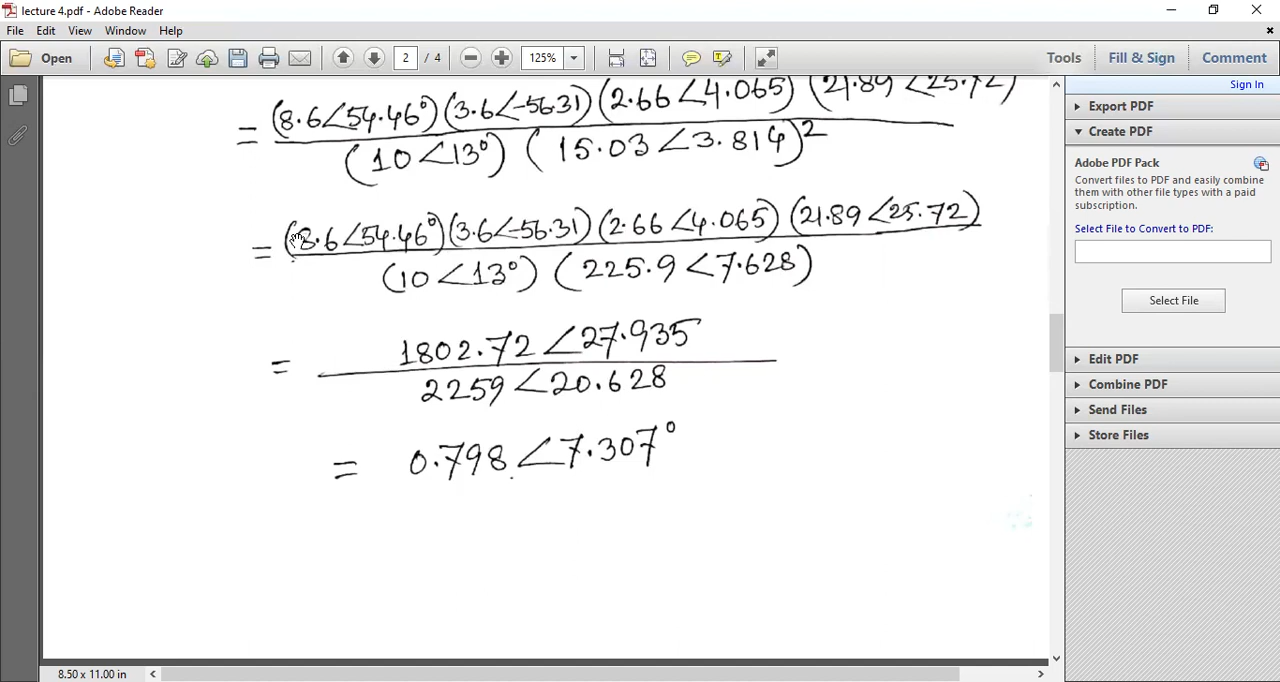 lecture 4.pdf - Adobe Reader
File Edit View Window Help
Open 2 / 4 125% Tools Fill & Sign Comment
Sign In
Export PDF
Create PDF
Adobe PDF Pack
Convert files to PDF and easily combine
them with other file types with a paid
subscription.
Select File to Convert to PDF:
Select File
Edit PDF
Combine PDF
Send Files
Store Files
(8.6∠54.46°)(3.6∠-56.31)(2.66∠4.065)(21.89∠25.72)
=
(10∠13°)(15.03∠3.814)²
(8.6∠54.46°)(3.6∠-56.31)(2.66∠4.065)(21.89∠25.72)
=
(10∠13°)(225.9∠7.628)
1802.72∠27.935
=
2259∠20.628
= 0.798∠7.307°
8.50 x 11.00 in